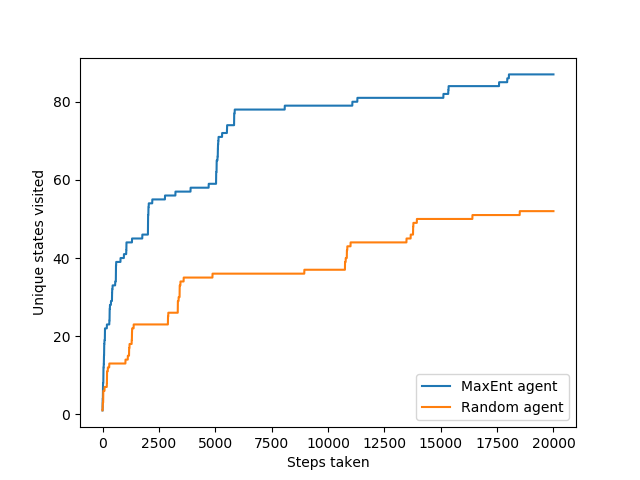 Unique states visited
80
60
40
20
0
0 2500 5000 7500 10000 12500 15000 17500 20000
Steps taken
MaxEnt agent
Random agent